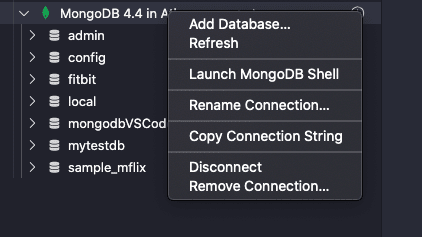 MongoDB 4.4 in
admin
config
fitbit
local
mongodbVSCod
mytestdb
sample_mflix
Add Database...
Refresh
Launch MongoDB Shell
Rename Connection...
Copy Connection String
Disconnect
Remove Connection...